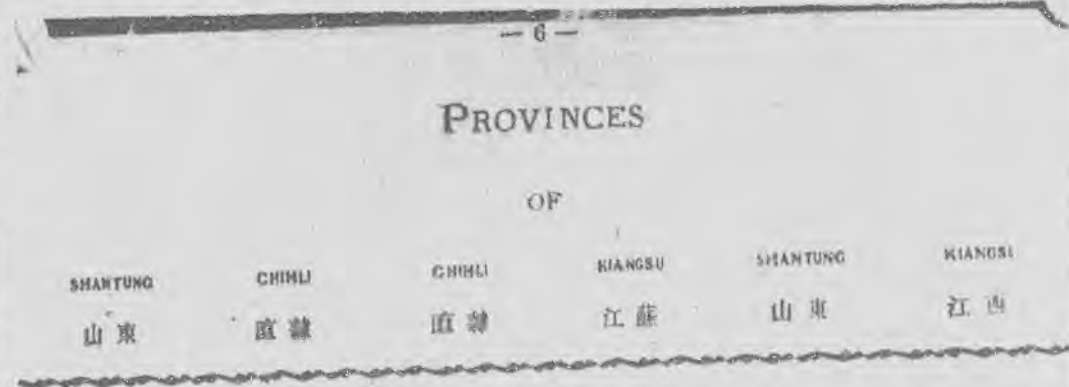 — 6 —
PROVINCES
OF
SHANTUNG CHIHLI CHIHLI KIANGSU SHANTUNG KIANGSI
山東 直隸 直隸 江蘇 山東 江西